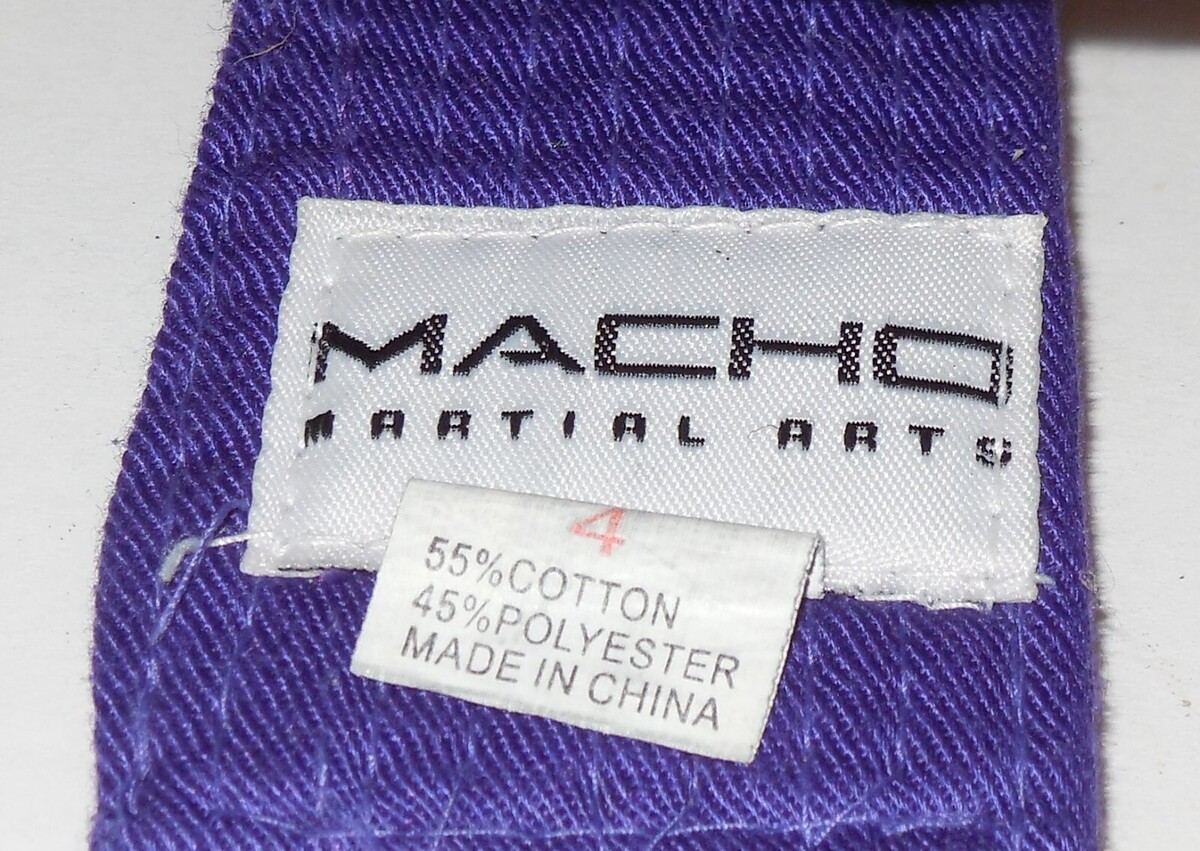 MACHO
MARTIAL ARTS
4
55%COTTON
45%POLYESTER
MADE IN CHINA